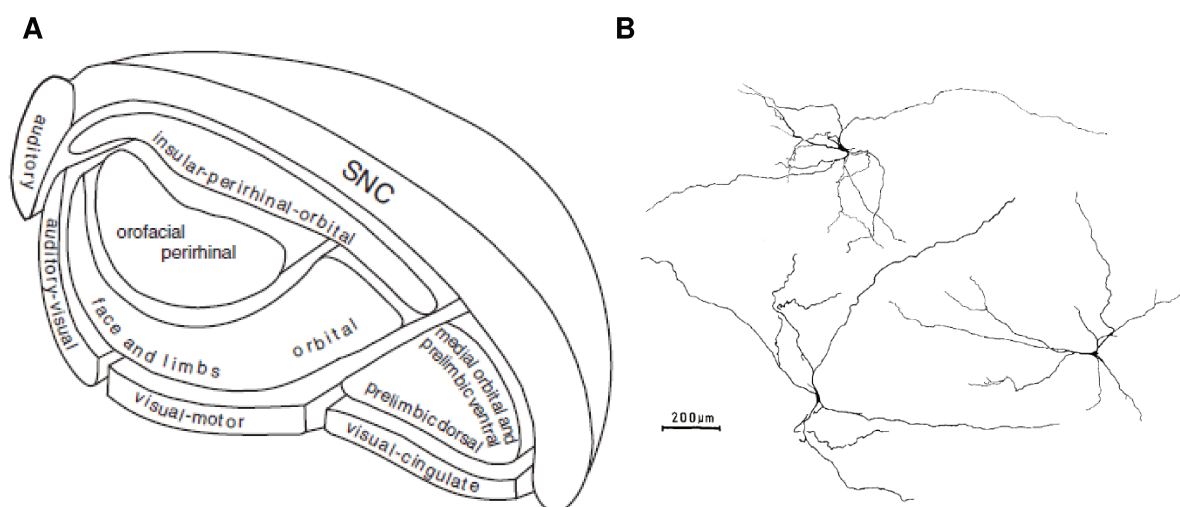 A
B
auditory
SNC
insular-perirhinal-orbital
orofacial
perirhinal
auditory-visual
face and limbs
orbital
medial orbital and
prelimbic ventral
prelimbic dorsal
visual-motor
visual-cingulate
200µm